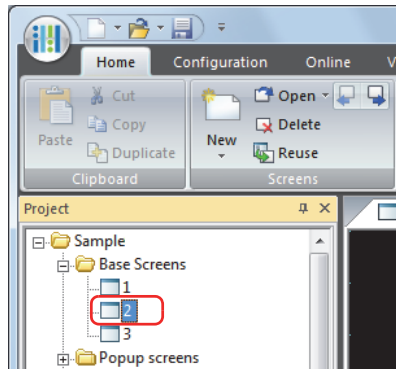 Home Configuration Online V
Cut
Copy
Paste
Duplicate
Clipboard
New
Open
Delete
Reuse
Screens
Project
Sample
Base Screens
1
2
3
Popup screens